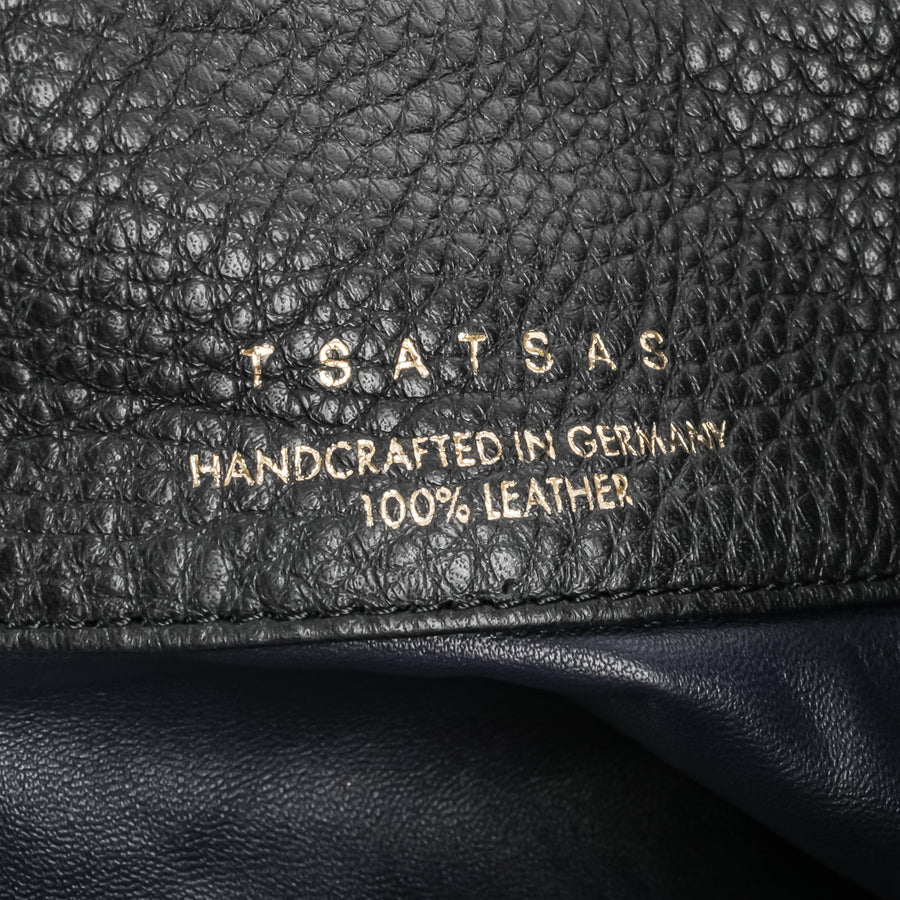 TSATSAS
HANDCRAFTED IN GERMANY
100% LEATHER